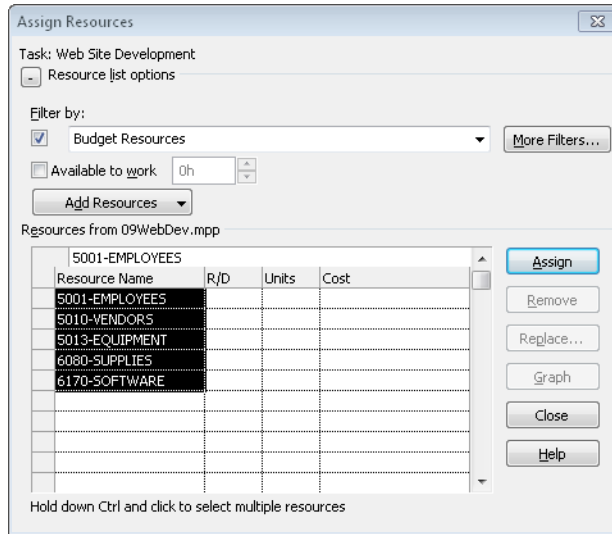 Assign Resources
Task: Web Site Development
- Resource list options
Filter by:
Budget Resources
More Filters...
Available to work 0h
Add Resources
Resources from 09WebDev.mpp
5001-EMPLOYEES
Resource Name R/D Units Cost
5001-EMPLOYEES
5010-VENDORS
5013-EQUIPMENT
6080-SUPPLIES
6170-SOFTWARE
Assign
Remove
Replace...
Graph
Close
Help
Hold down Ctrl and click to select multiple resources